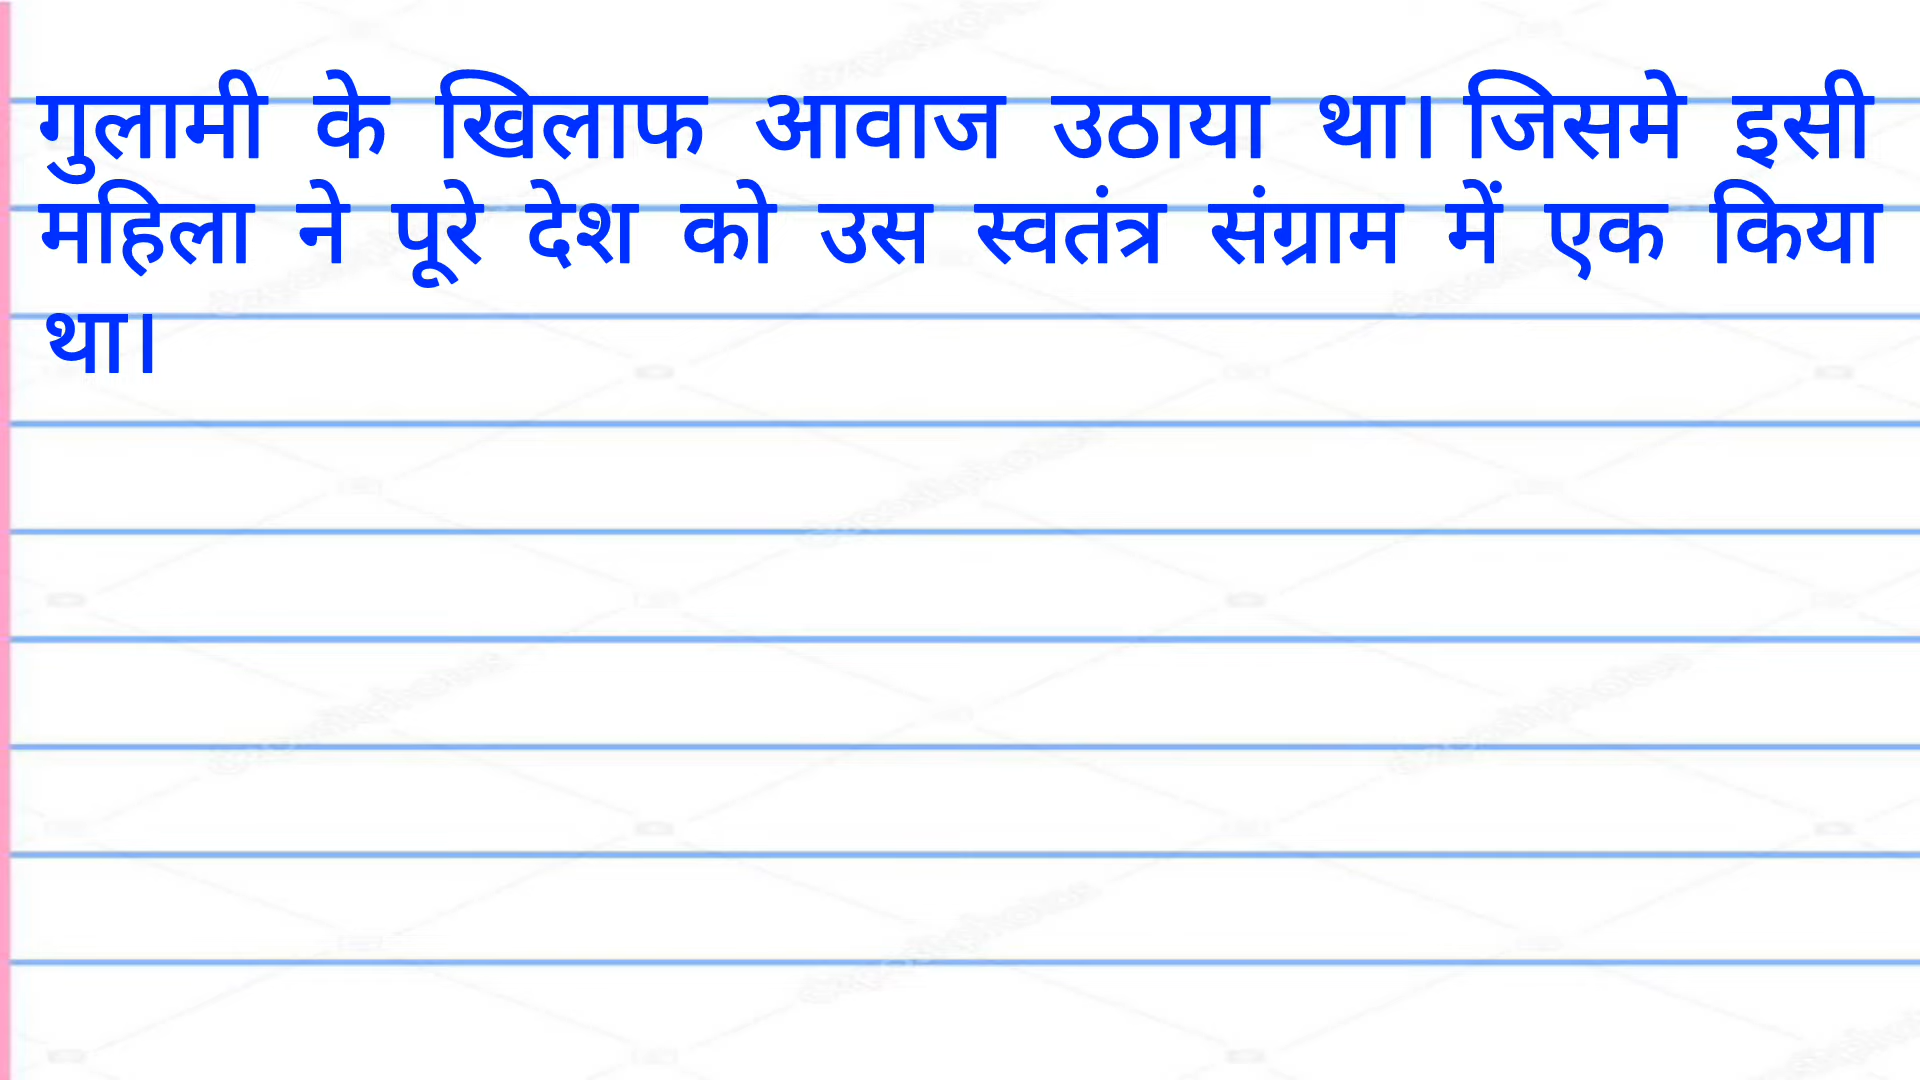 गुलामी के खिलाफ आवाज उठाया था। जिसमे इसी
महिला ने पूरे देश को उस स्वतंत्र संग्राम में एक किया
था।